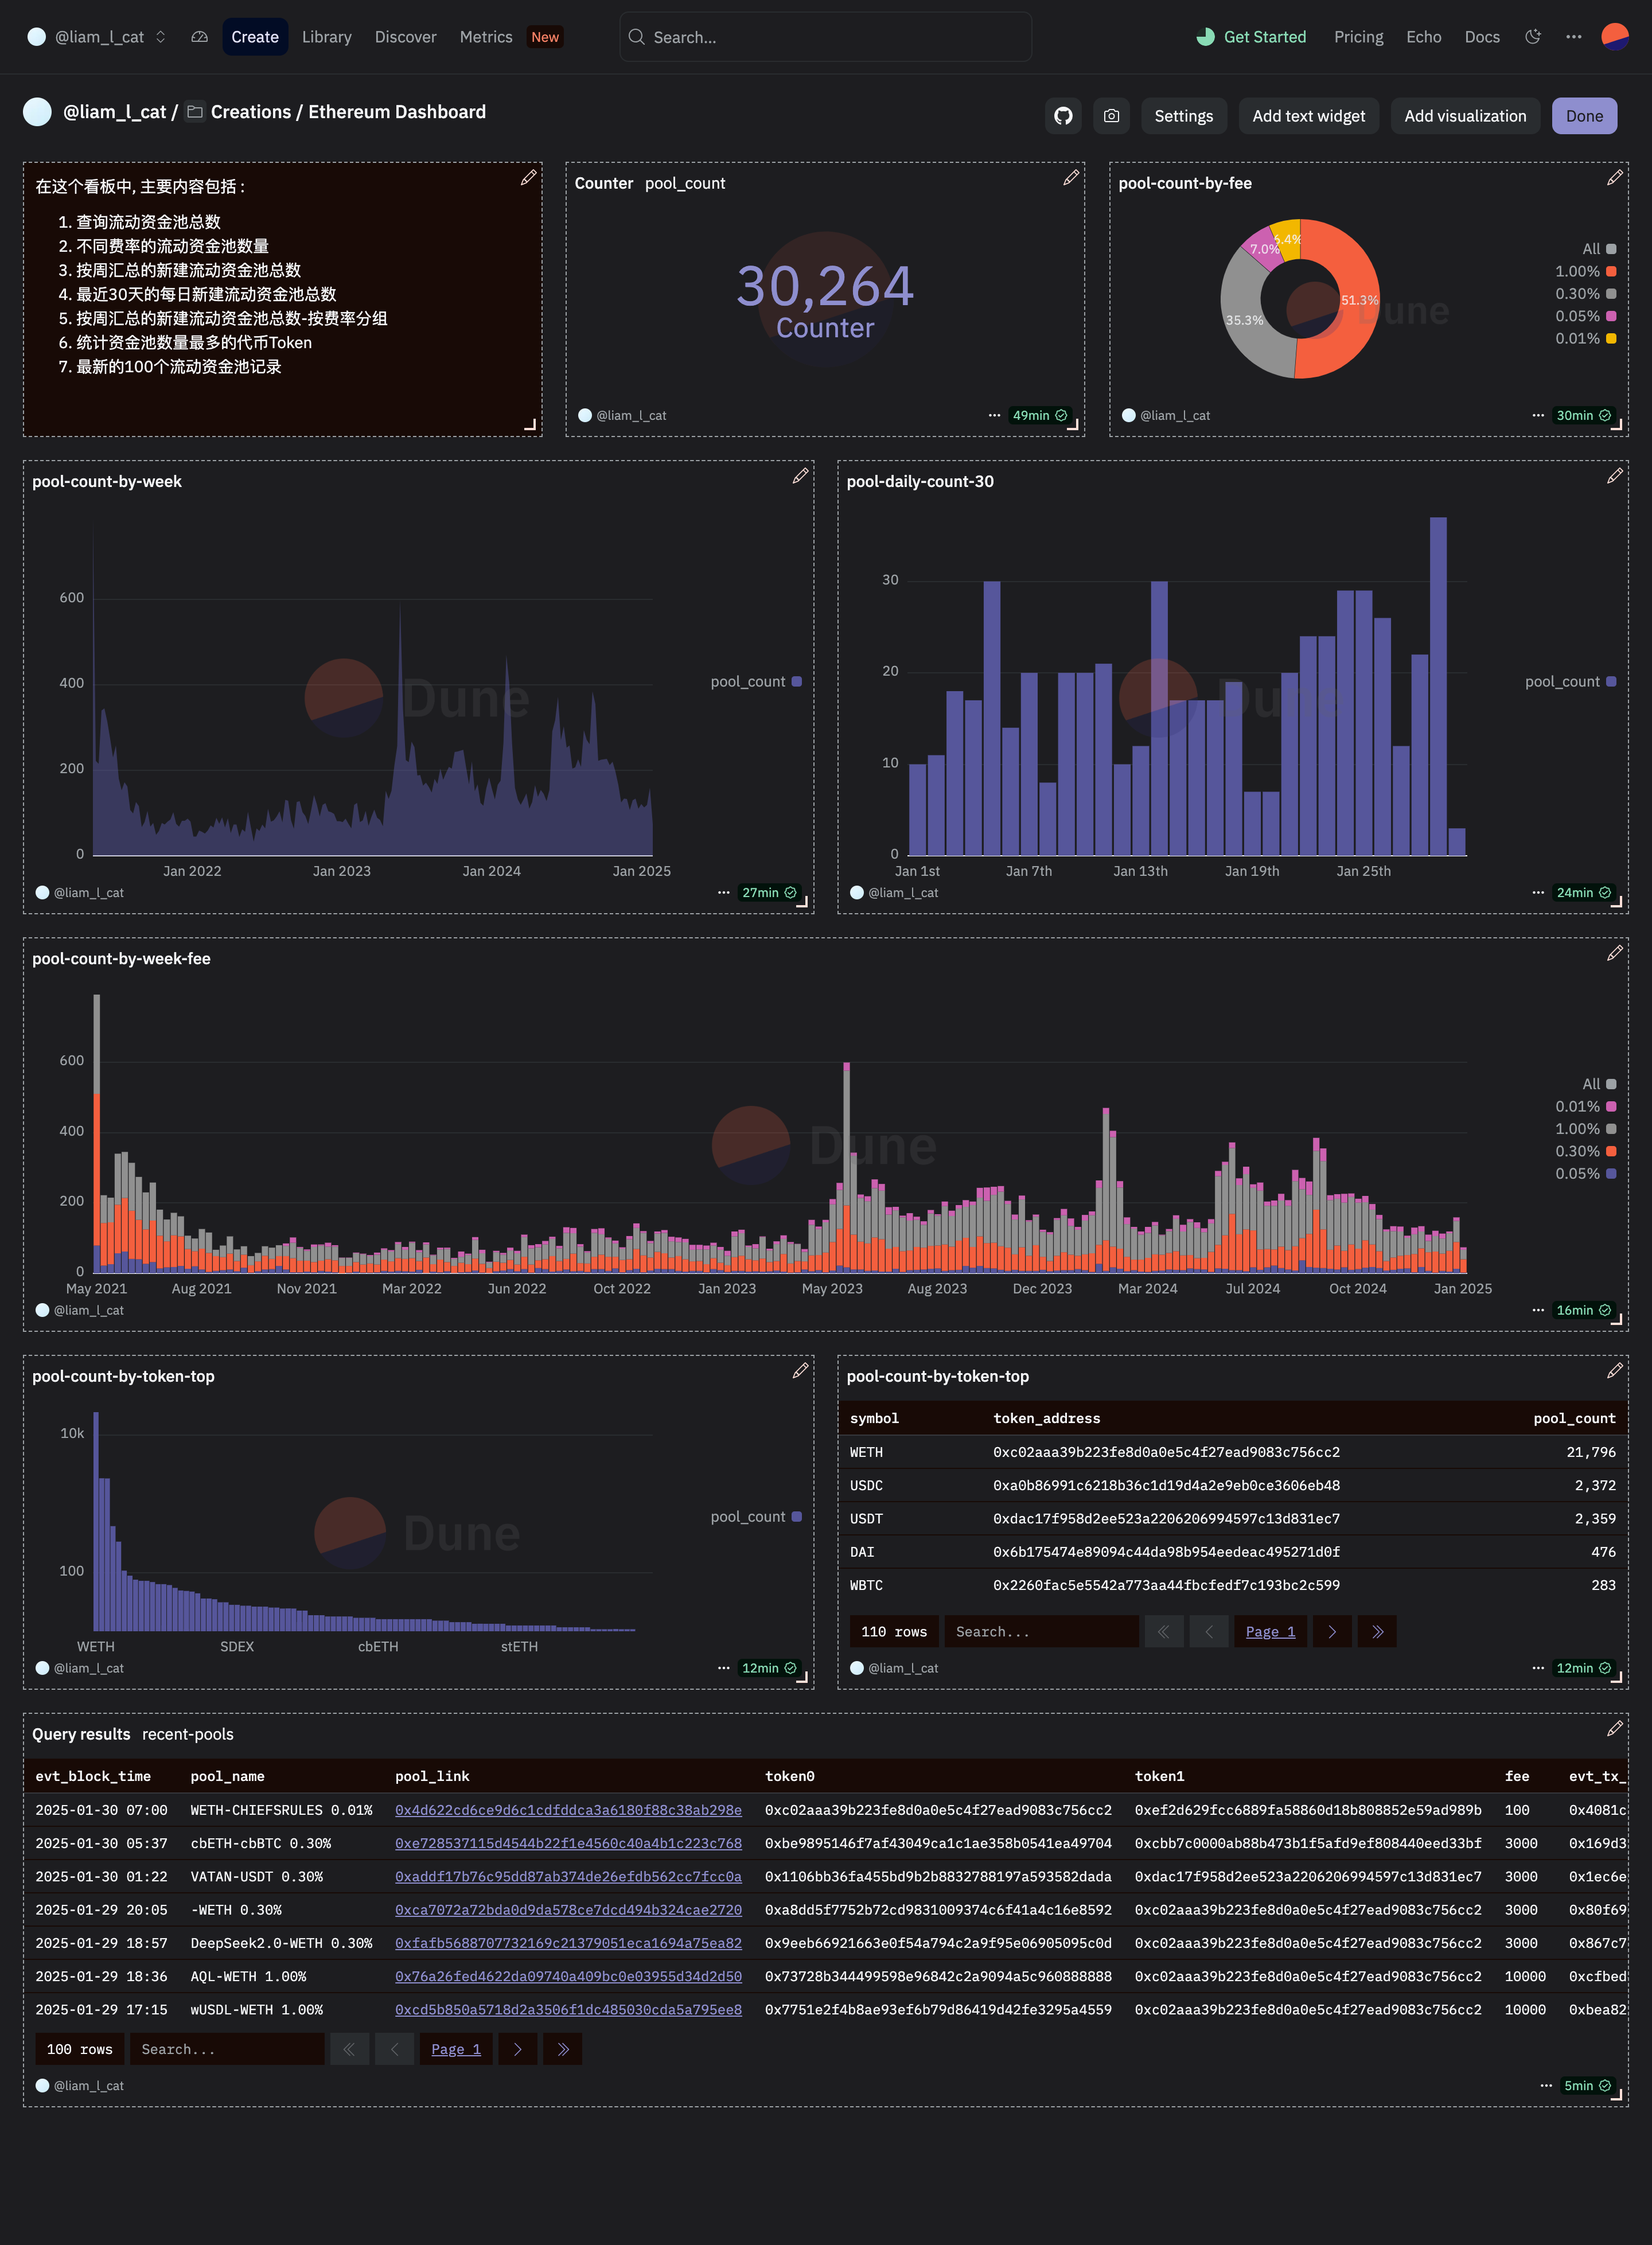 @liam_l_cat Create Library Discover Metrics New Search... Get Started Pricing Echo Docs
@liam_l_cat / Creations / Ethereum Dashboard
Settings Add text widget Add visualization Done
在这个看板中, 主要内容包括 :
1. 查询流动资金池总数
2. 不同费率的流动资金池数量
3. 按周汇总的新建流动资金池总数
4. 最近30天的每日新建流动资金池总数
5. 按周汇总的新建流动资金池总数-按费率分组
6. 统计资金池数量最多的代币Token
7. 最新的100个流动资金池记录
Counter pool_count
30,264
Counter
@liam_l_cat
49min
pool-count-by-fee
6.4%
7.0%
51.3%
35.3%
Dune
All
1.00%
0.30%
0.05%
0.01%
@liam_l_cat
30min
pool-count-by-week
600
400
200
0
Jan 2022 Jan 2023 Jan 2024 Jan 2025
Dune
pool_count
@liam_l_cat
27min
pool-daily-count-30
30
20
10
0
Jan 1st Jan 7th Jan 13th Jan 19th Jan 25th
Dune
pool_count
@liam_l_cat
24min
pool-count-by-week-fee
600
400
200
0
May 2021 Aug 2021 Nov 2021 Mar 2022 Jun 2022 Oct 2022 Jan 2023 May 2023 Aug 2023 Dec 2023 Mar 2024 Jul 2024 Oct 2024 Jan 2025
Dune
All
0.01%
1.00%
0.30%
0.05%
@liam_l_cat
16min
pool-count-by-token-top
10k
100
WETH SDEX cbETH stETH
Dune
pool_count
@liam_l_cat
12min
pool-count-by-token-top
symbol token_address pool_count
WETH 0xc02aaa39b223fe8d0a0e5c4f27ead9083c756cc2 21,796
USDC 0xa0b86991c6218b36c1d19d4a2e9eb0ce3606eb48 2,372
USDT 0xdac17f958d2ee523a2206206994597c13d831ec7 2,359
DAI 0x6b175474e89094c44da98b954eedeac495271d0f 476
WBTC 0x2260fac5e5542a773aa44fbcfedf7c193bc2c599 283
110 rows Search... Page 1
@liam_l_cat
12min
Query results recent-pools
evt_block_time pool_name pool_link token0 token1 fee evt_tx_
2025-01-30 07:00 WETH-CHIEFSRULES 0.01% 0x4d622cd6ce9d6c1cdfddca3a6180f88c38ab298e 0xc02aaa39b223fe8d0a0e5c4f27ead9083c756cc2 0xef2d629fcc6889fa58860d18b808852e59ad989b 100 0x4081c
2025-01-30 05:37 cbETH-cbBTC 0.30% 0xe728537115d4544b22f1e4560c40a4b1c223c768 0xbe9895146f7af43049ca1c1ae358b0541ea49704 0xcbb7c0000ab88b473b1f5afd9ef808440eed33bf 3000 0x169d3
2025-01-30 01:22 VATAN-USDT 0.30% 0xaddf17b76c95dd87ab374de26efdb562cc7fcc0a 0x1106bb36fa455bd9b2b8832788197a593582dada 0xdac17f958d2ee523a2206206994597c13d831ec7 3000 0x1ec6e
2025-01-29 20:05 -WETH 0.30% 0xca7072a72bda0d9da578ce7dcd494b324cae2720 0xa8dd5f7752b72cd9831009374c6f41a4c16e8592 0xc02aaa39b223fe8d0a0e5c4f27ead9083c756cc2 3000 0x80f69
2025-01-29 18:57 DeepSeek2.0-WETH 0.30% 0xfafb5688707732169c21379051eca1694a75ea82 0x9eeb66921663e0f54a794c2a9f95e06905095c0d 0xc02aaa39b223fe8d0a0e5c4f27ead9083c756cc2 3000 0x867c7
2025-01-29 18:36 AQL-WETH 1.00% 0x76a26fed4622da09740a409bc0e03955d34d2d50 0x73728b344499598e96842c2a9094a5c960888888 0xc02aaa39b223fe8d0a0e5c4f27ead9083c756cc2 10000 0xcfbed
2025-01-29 17:15 wUSDL-WETH 1.00% 0xcd5b850a5718d2a3506f1dc485030cda5a795ee8 0x7751e2f4b8ae93ef6b79d86419d42fe3295a4559 0xc02aaa39b223fe8d0a0e5c4f27ead9083c756cc2 10000 0xbea82
100 rows Search... Page 1
@liam_l_cat
5min